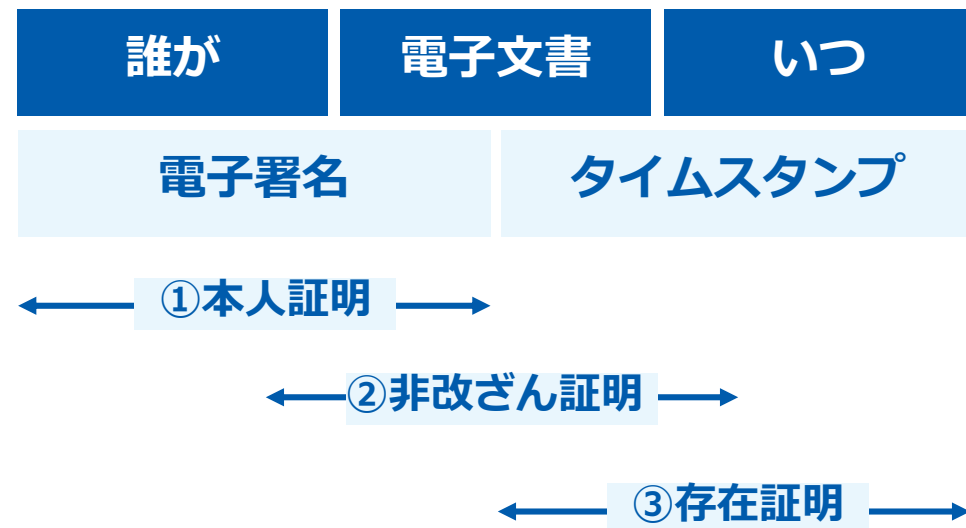 誰が 電子文書 いつ
電子署名 タイムスタンプ
①本人証明
②非改ざん証明
③存在証明